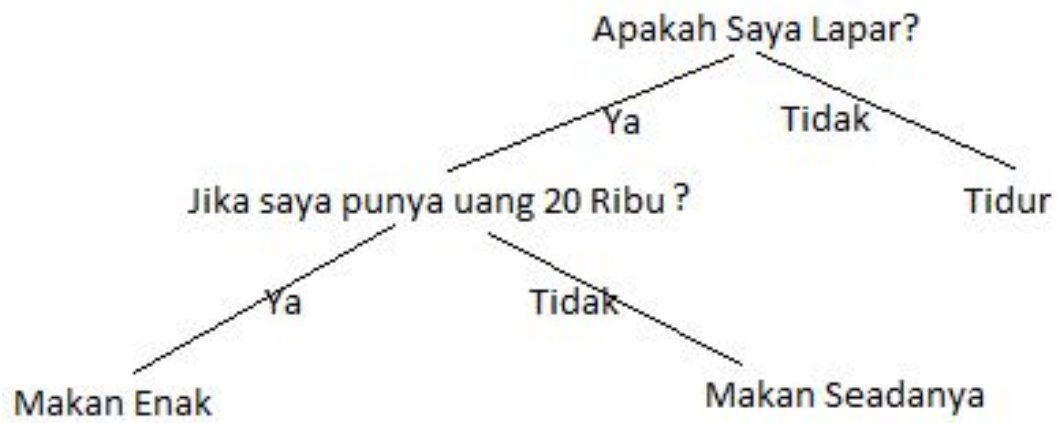 Apakah Saya Lapar?
Ya
Tidak
Jika saya punya uang 20 Ribu ?
Tidur
Ya
Tidak
Makan Enak
Makan Seadanya